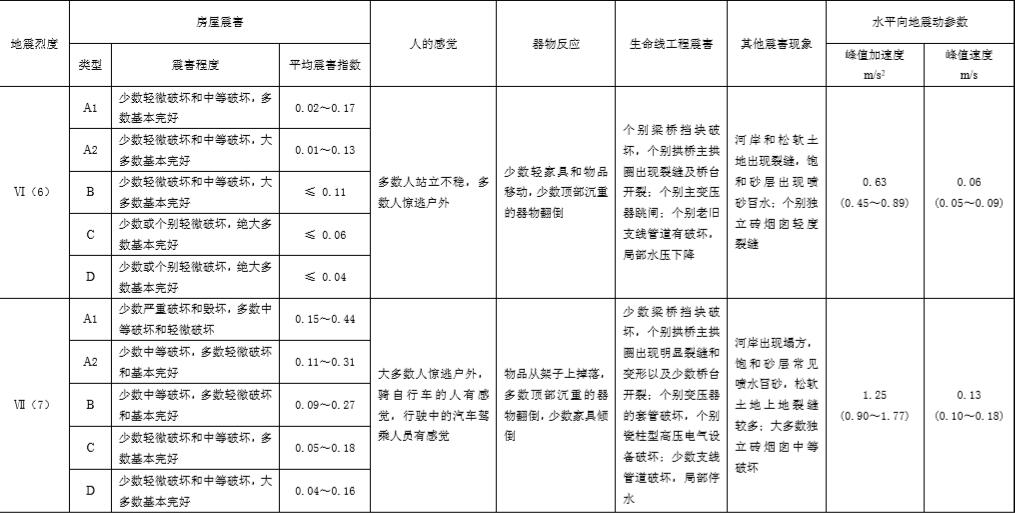 地震烈度
房屋震害
类型
震害程度
平均震害指数
人的感觉
器物反应
生命线工程震害
其他震害现象
水平向地震动参数
峰值加速度
m/s²
峰值速度
m/s
Ⅵ（6）
A1
少数轻微破坏和中等破坏，多
数基本完好
0.02～0.17
A2
少数轻微破坏和中等破坏，大
多数基本完好
0.01～0.13
B
少数轻微破坏和中等破坏，大
多数基本完好
≤ 0.11
C
少数或个别轻微破坏，绝大多
数基本完好
≤ 0.06
D
少数或个别轻微破坏，绝大多
数基本完好
≤ 0.04
多数人站立不稳，多
数人惊逃户外
少数轻家具和物品
移动，少数顶部沉重
的器物翻倒
个别梁桥挡块破
坏，个别拱桥主拱
圈出现裂缝及桥台
开裂；个别主变压
器跳闸；个别老旧
支线管道有破坏，
局部水压下降
河岸和松软土
地出现裂缝，饱
和砂层出现喷
砂冒水；个别独
立砖烟囱轻度
裂缝
0.63
（0.45～0.89）
0.06
（0.05～0.09）
Ⅶ（7）
A1
少数严重破坏和毁坏，多数中
等破坏和轻微破坏
0.15～0.44
A2
少数中等破坏，多数轻微破坏
和基本完好
0.11～0.31
B
少数中等破坏，多数轻微破坏
和基本完好
0.09～0.27
C
少数轻微破坏和中等破坏，多
数基本完好
0.05～0.18
D
少数轻微破坏和中等破坏，大
多数基本完好
0.04～0.16
大多数人惊逃户外，
骑自行车的人有感
觉，行驶中的汽车驾
乘人员有感觉
物品从架子上掉落，
多数顶部沉重的器
物翻倒，少数家具倾
倒
少数梁桥挡块破
坏，个别拱桥主拱
圈出现明显裂缝和
变形以及少数桥台
开裂；个别变压器
的套管破坏，个别
瓷柱型高压电气设
备破坏；少数支线
管道破坏，局部停
水
河岸出现塌方，
饱和砂层常见
喷水冒砂，松软
土地上地裂缝
较多；大多数独
立砖烟囱中等
破坏
1.25
（0.90～1.77）
0.13
（0.10～0.18）